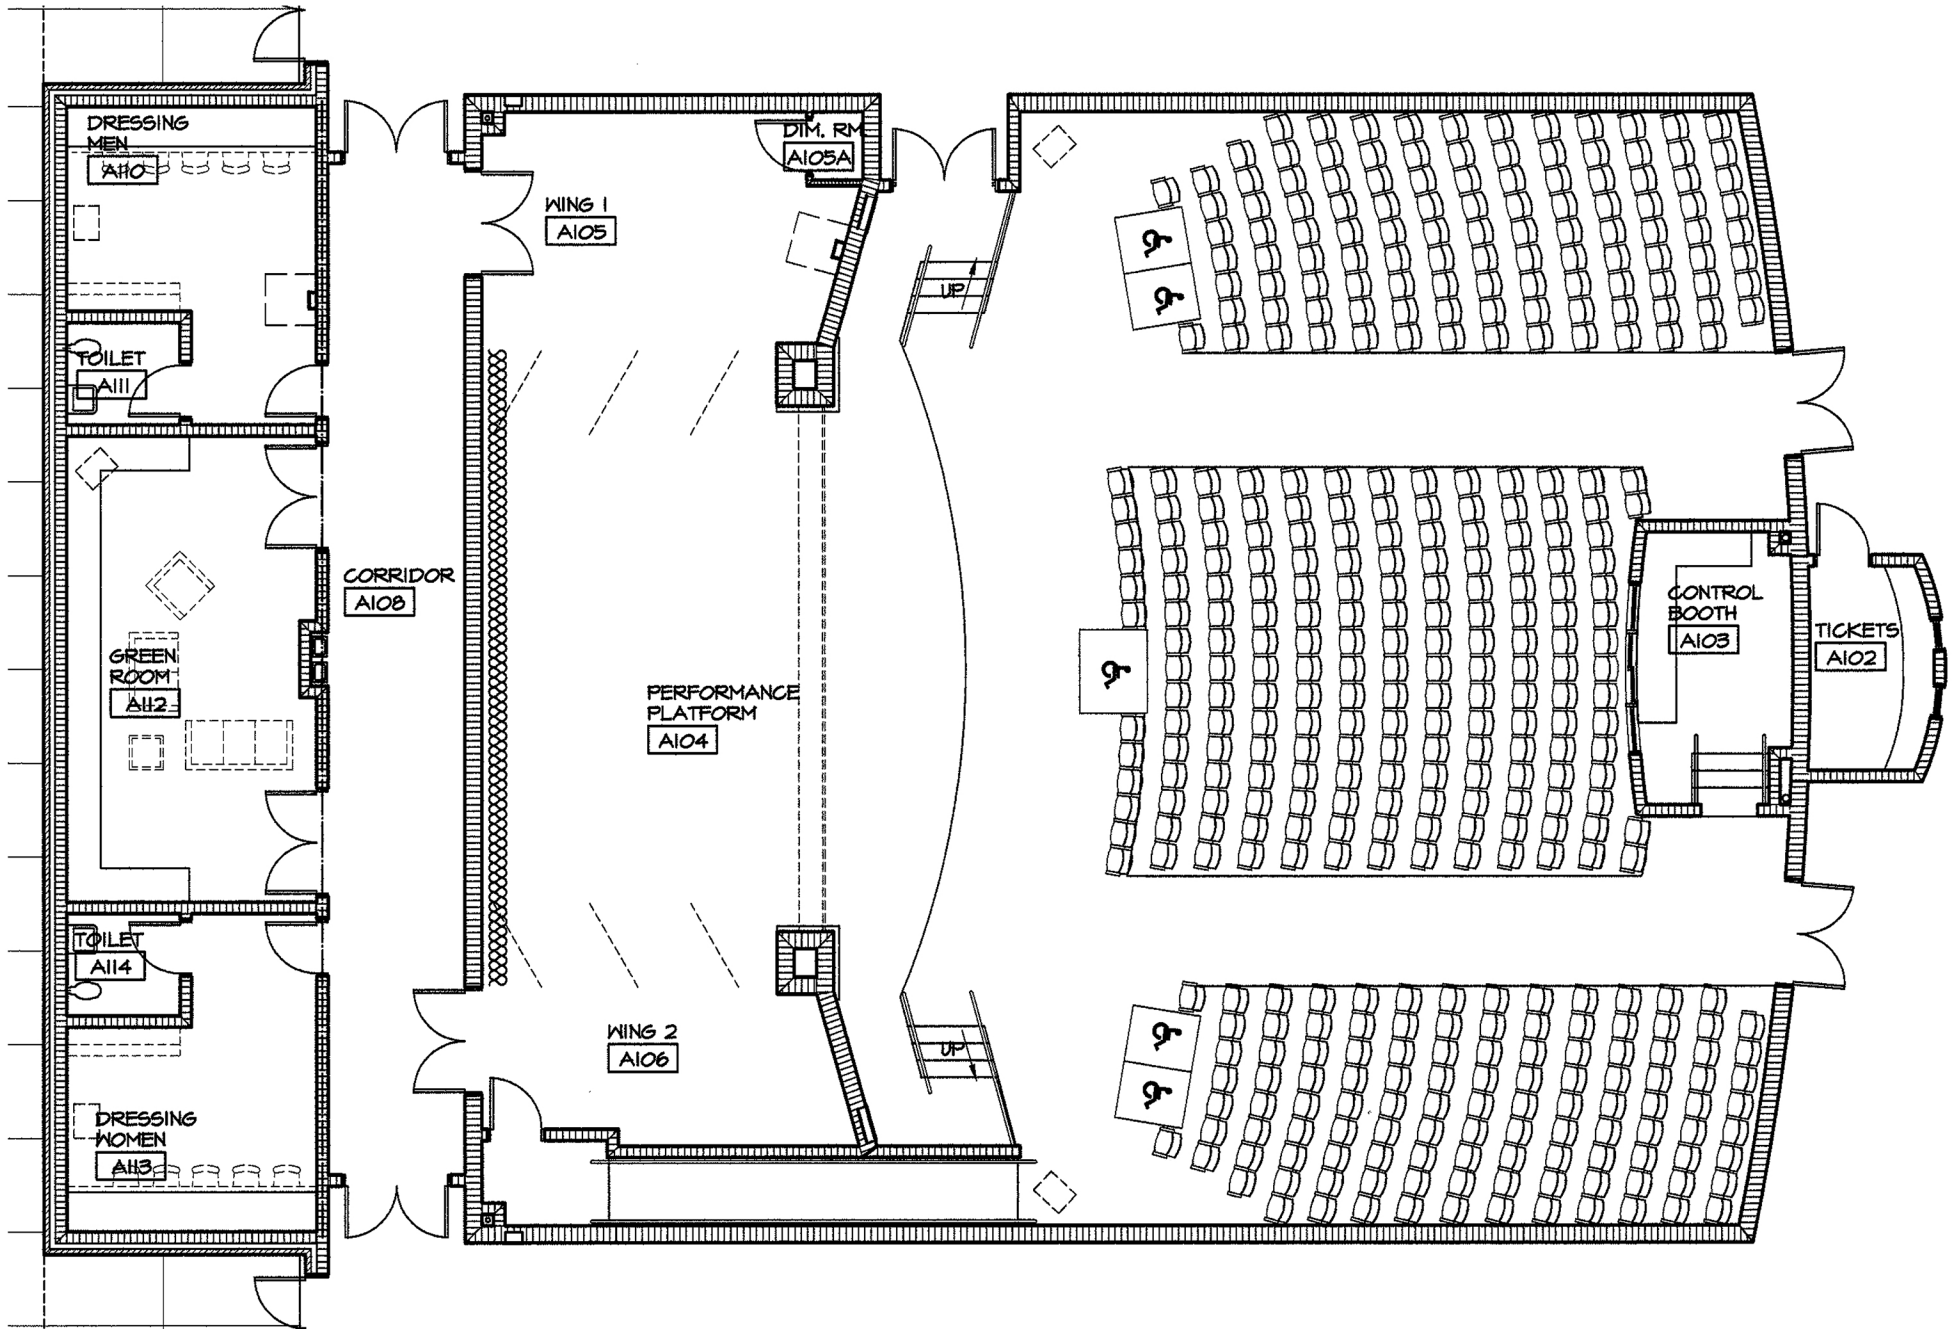 DRESSING
MEN
A110
DIM. RM
A105A
WING 1
A105
UP
TOILET
A111
CORRIDOR
A108
CONTROL
BOOTH
A103
TICKETS
A102
GREEN
ROOM
A112
PERFORMANCE
PLATFORM
A104
TOILET
A114
WING 2
A106
UP
DRESSING
WOMEN
A113